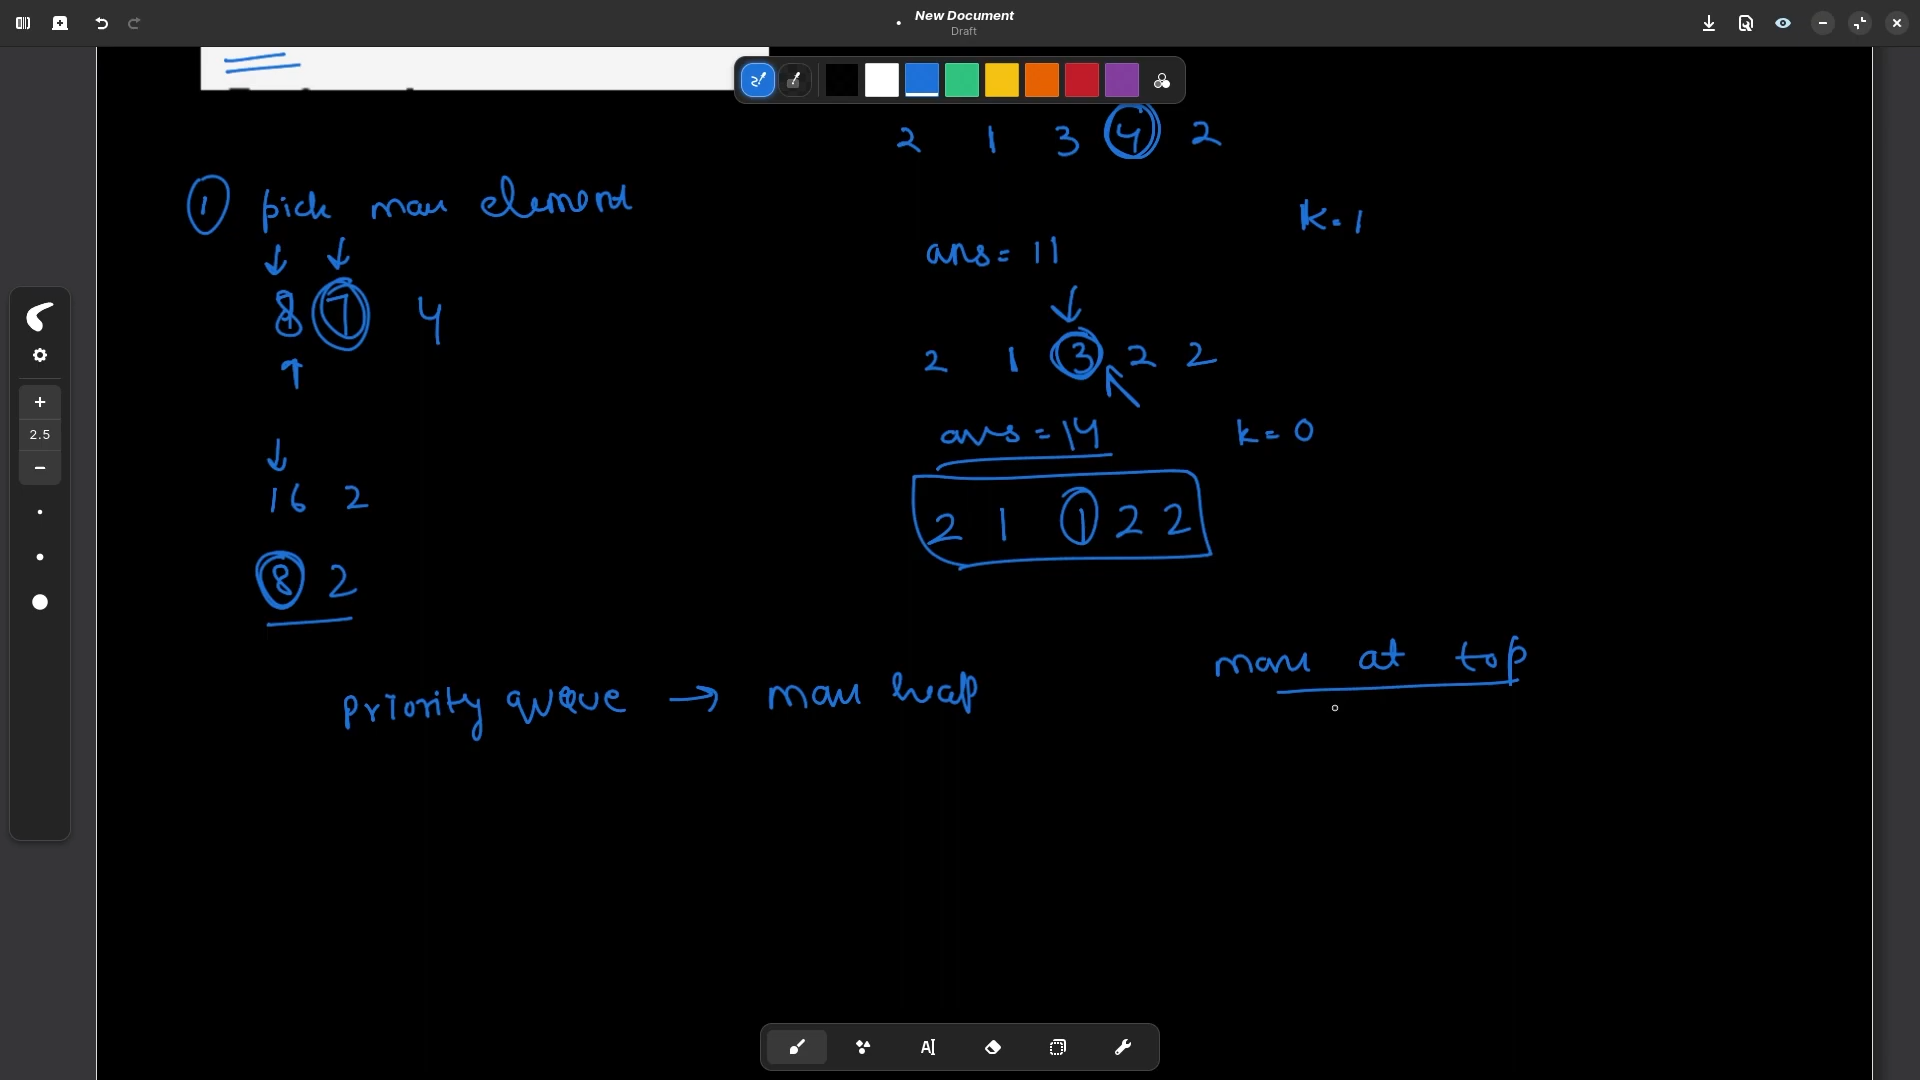 New Document
Draft
2.5
2 1 3 4 2
1 pick max element
k = 1
ans = 11
8 7 4
2 1 3 2 2
ans = 14
k = 0
16 2
2 1 1 2 2
8 2
max at top
priority queue → max heap